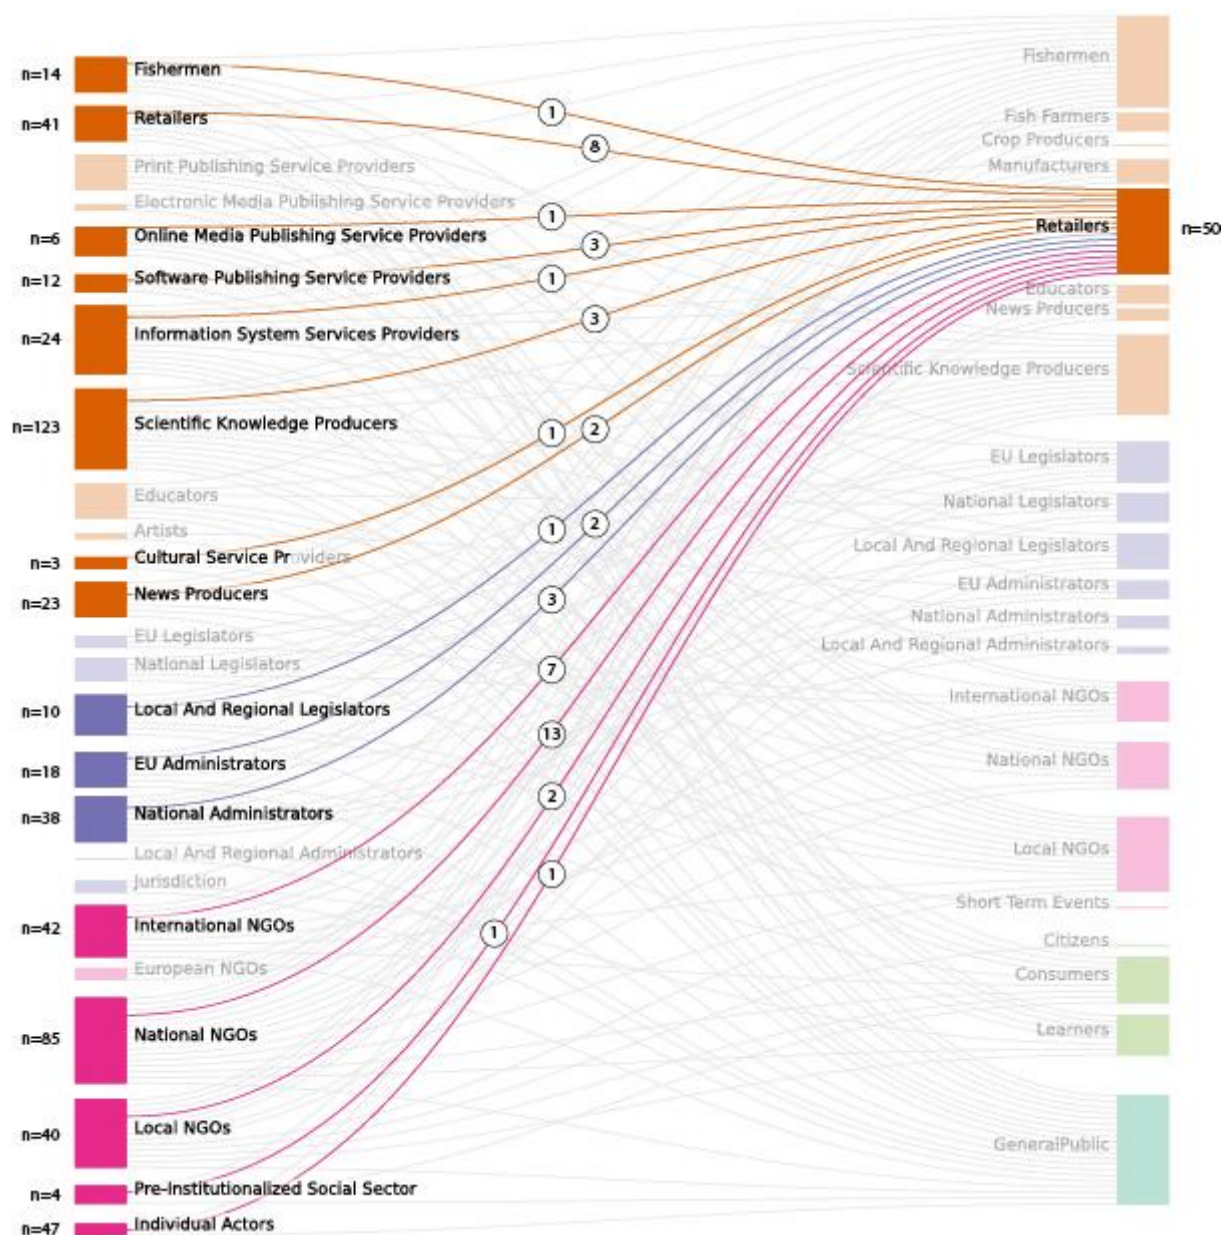 n=14 Fishermen
n=41 Retailers
Print Publishing Service Providers
Electronic Media Publishing Service Providers
n=6 Online Media Publishing Service Providers
n=12 Software Publishing Service Providers
n=24 Information System Services Providers
n=123 Scientific Knowledge Producers
Educators
Artists
n=3 Cultural Service Providers
n=23 News Producers
EU Legislators
National Legislators
n=10 Local And Regional Legislators
n=18 EU Administrators
n=38 National Administrators
Local And Regional Administrators
Jurisdiction
n=42 International NGOs
European NGOs
n=85 National NGOs
n=40 Local NGOs
n=4 Pre-Institutionalized Social Sector
n=47 Individual Actors
1
8
1
3
1
3
1
2
1
2
3
7
13
2
1
1
Fishermen
Fish Farmers
Crop Producers
Manufacturers
Retailers n=50
Educators
News Prducers
Scientific Knowledge Producers
EU Legislators
National Legislators
Local And Regional Legislators
EU Administrators
National Administrators
Local And Regional Administrators
International NGOs
National NGOs
Local NGOs
Short Term Events
Citizens
Consumers
Learners
GeneralPublic